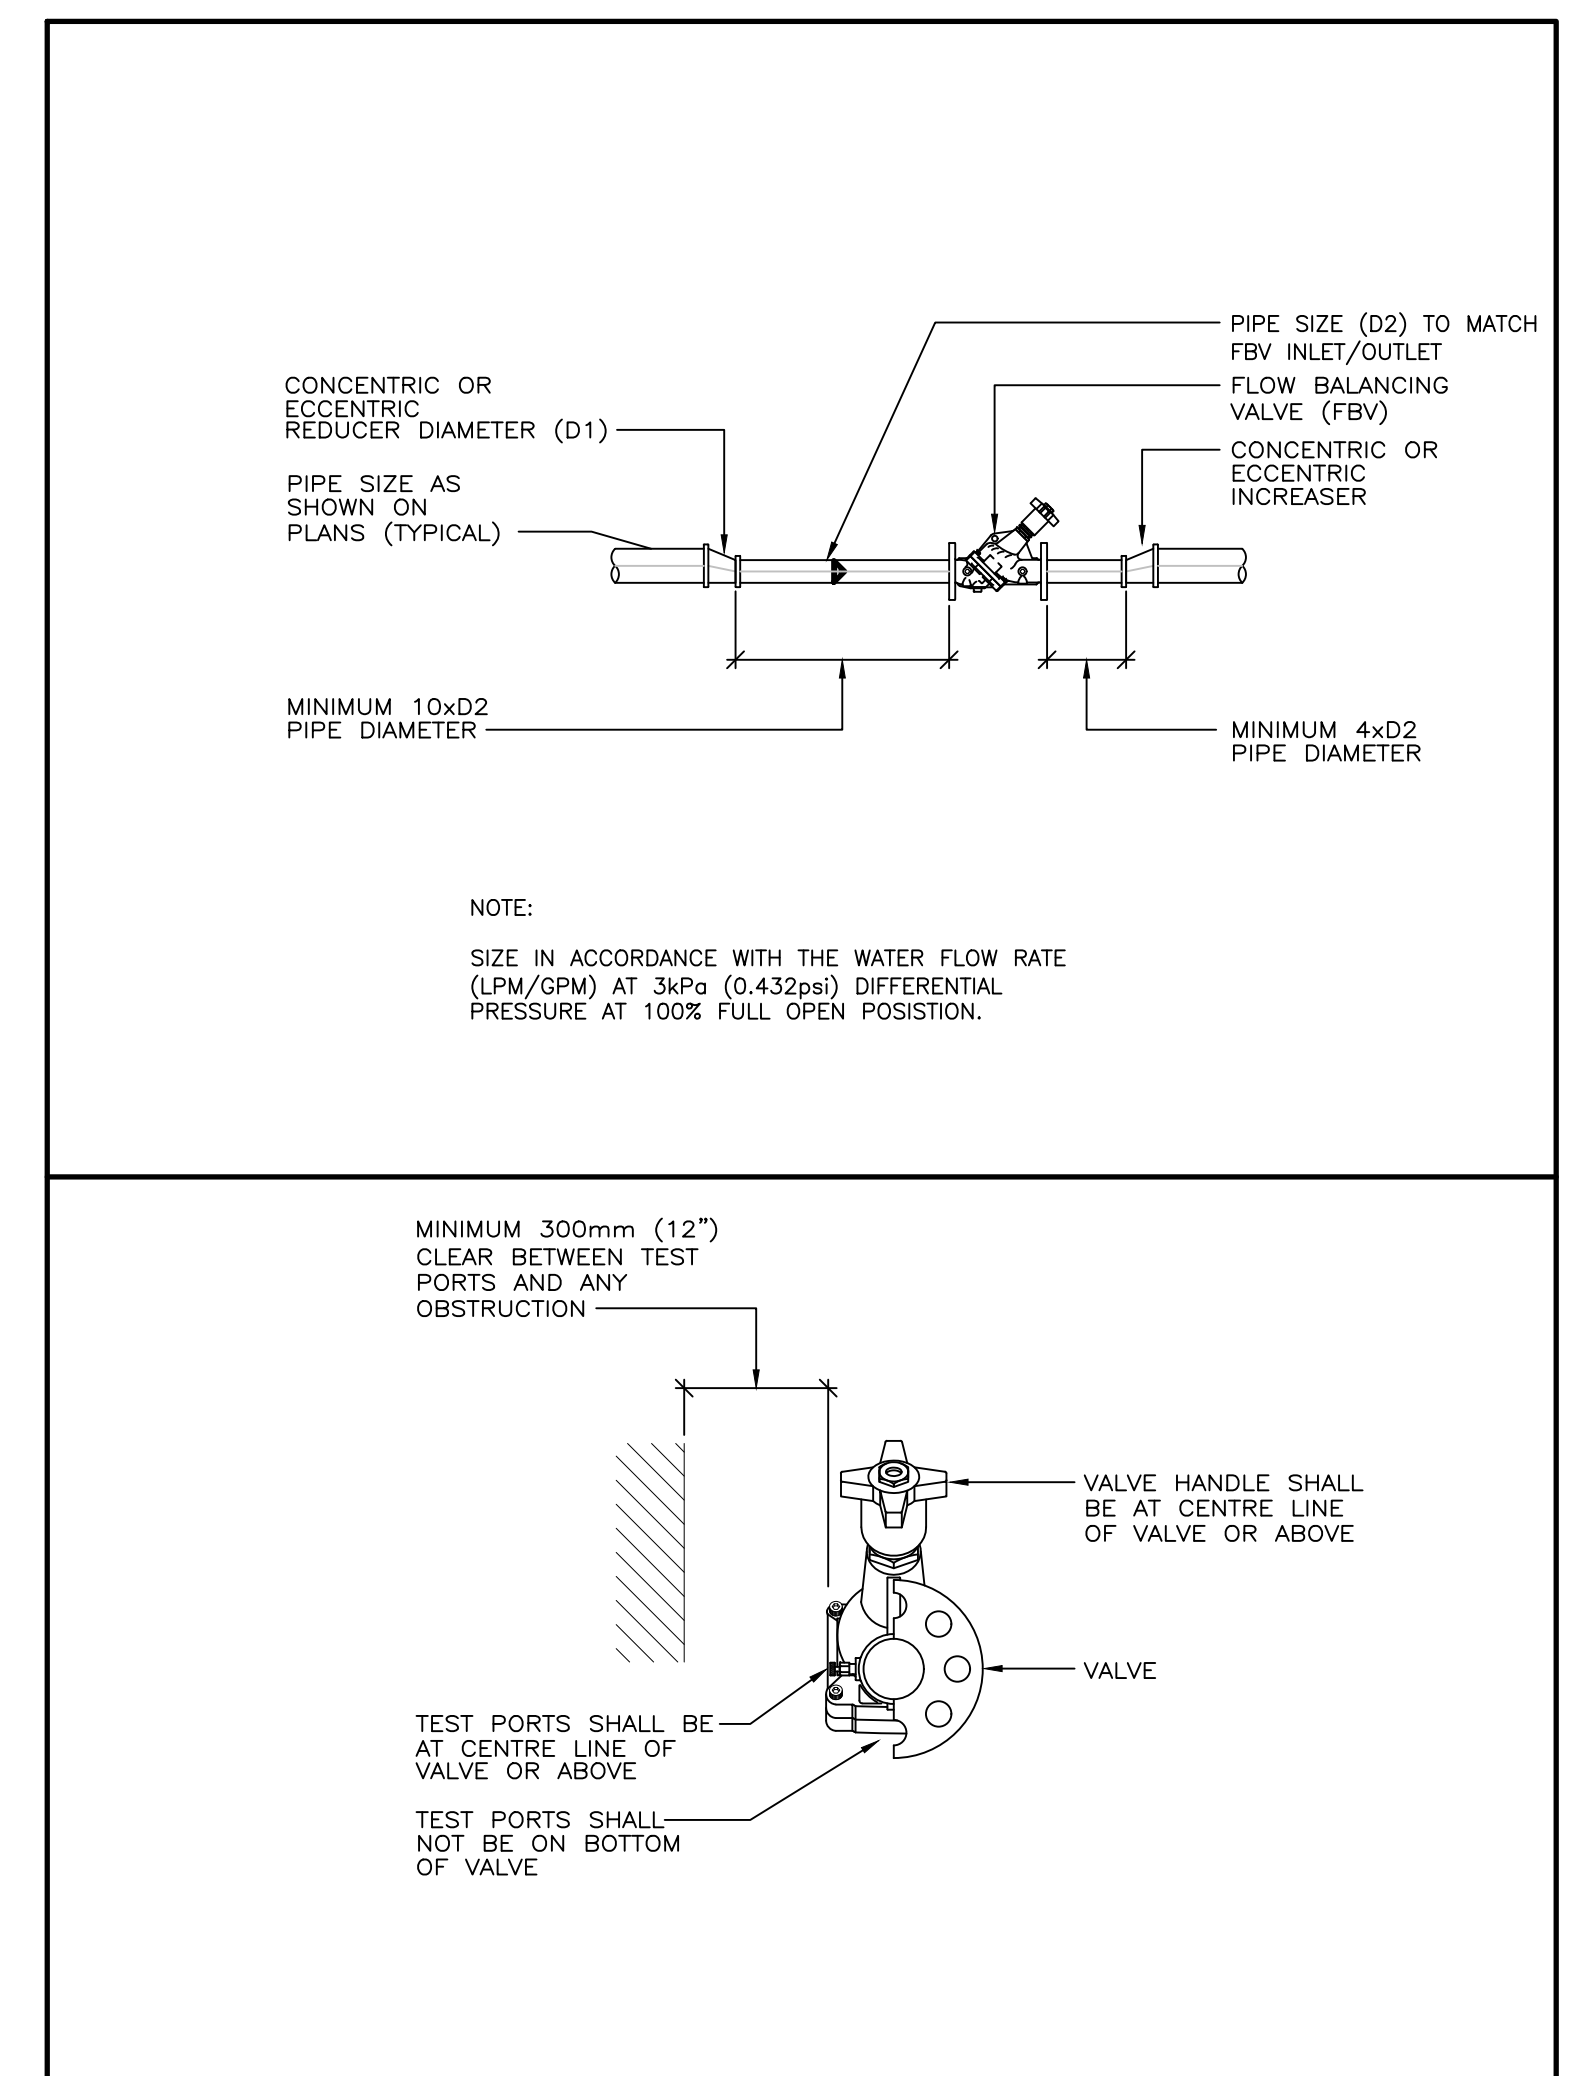 PIPE SIZE (D2) TO MATCH
FBV INLET/OUTLET
CONCENTRIC OR
ECCENTRIC
REDUCER DIAMETER (D1)
FLOW BALANCING
VALVE (FBV)
CONCENTRIC OR
ECCENTRIC
INCREASER
PIPE SIZE AS
SHOWN ON
PLANS (TYPICAL)
MINIMUM 10xD2
PIPE DIAMETER
MINIMUM 4xD2
PIPE DIAMETER
NOTE:
SIZE IN ACCORDANCE WITH THE WATER FLOW RATE
(LPM/GPM) AT 3kPa (0.432psi) DIFFERENTIAL
PRESSURE AT 100% FULL OPEN POSISTION.
MINIMUM 300mm (12")
CLEAR BETWEEN TEST
PORTS AND ANY
OBSTRUCTION
VALVE HANDLE SHALL
BE AT CENTRE LINE
OF VALVE OR ABOVE
VALVE
TEST PORTS SHALL BE
AT CENTRE LINE OF
VALVE OR ABOVE
TEST PORTS SHALL
NOT BE ON BOTTOM
OF VALVE